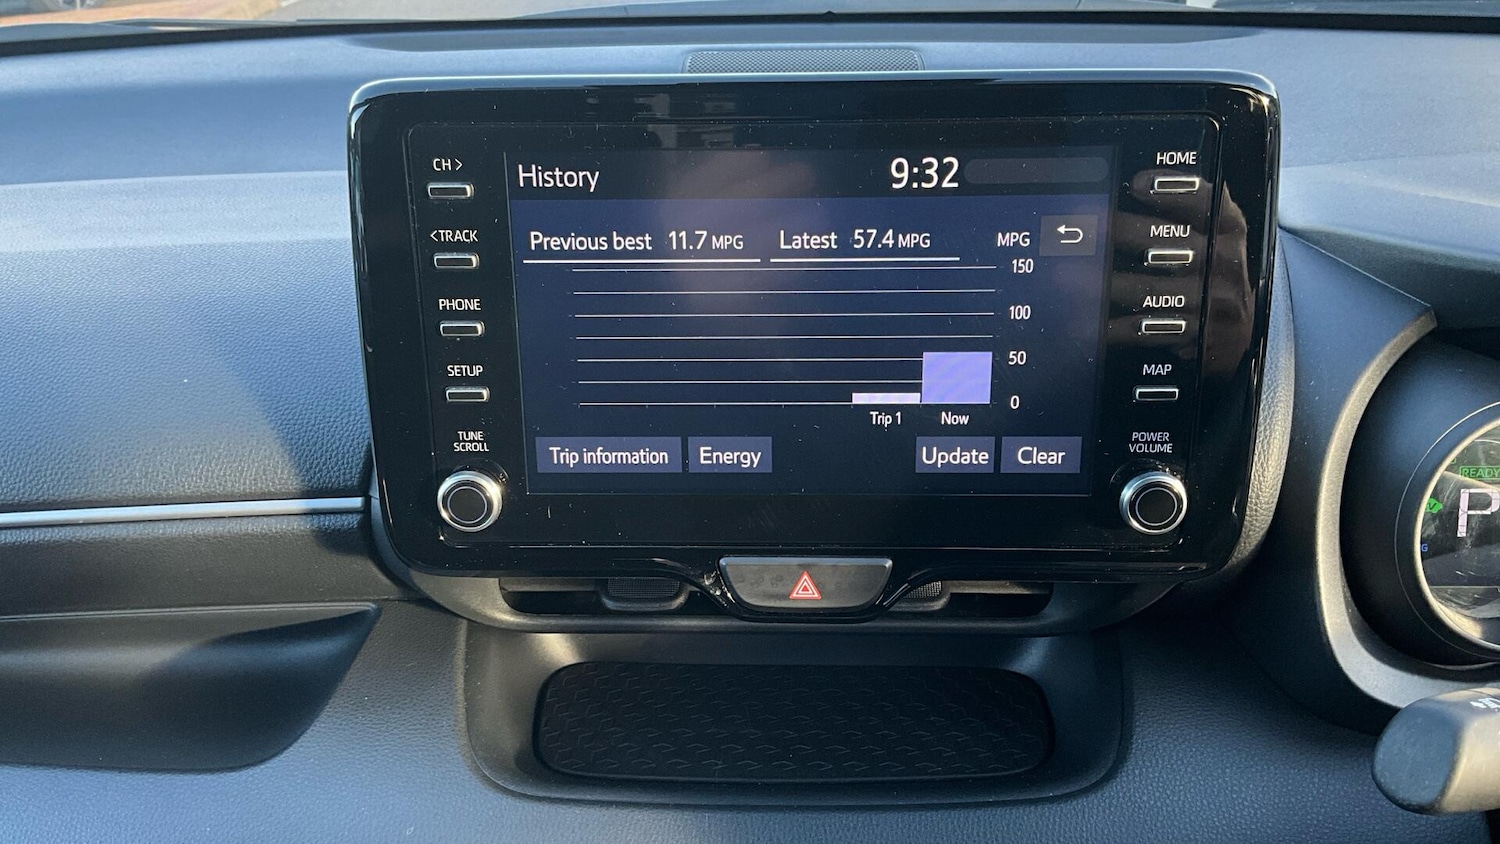 CH >
<TRACK
PHONE
SETUP
TUNE
SCROLL
History
9:32
Previous best 11.7 MPG
Latest 57.4 MPG
MPG
150
100
50
0
Trip 1
Now
Trip information
Energy
Update
Clear
HOME
MENU
AUDIO
MAP
POWER
VOLUME
READY
P